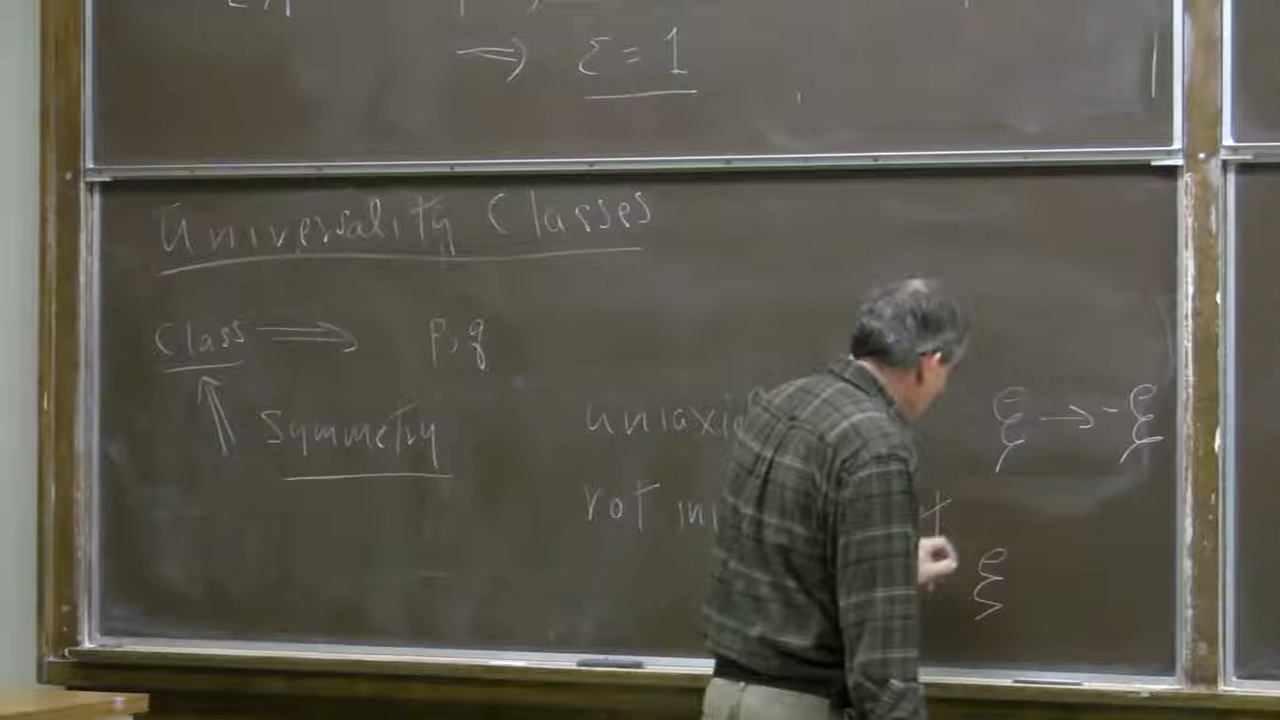 ⟹ ε = 1
Universality Classes
Class ⟹ p, q
uniaxi ξ → -ξ
↑ Symmetry
rot in
ξ